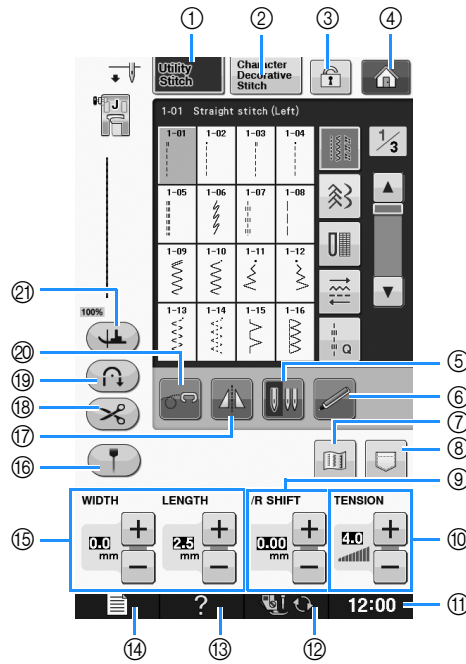 ① ② ③ ④
Utility Stitch
Character Decorative Stitch
J
1-01 Straight stitch (Left)
1-01 1-02 1-03 1-04
1/3
1-05 1-06 1-07 1-08
1-09 1-10 1-11 1-12
1-13 1-14 1-15 1-16
Q
100%
㉑
⑳
⑲
⑱
⑰
⑯
⑤
⑥
⑦
⑧
⑨
WIDTH LENGTH /R SHIFT TENSION
0.0 mm + − 2.5 mm + − 0.00 mm + − 4.0 + −
⑮
⑩
? 12:00
⑪
⑭ ⑬ ⑫